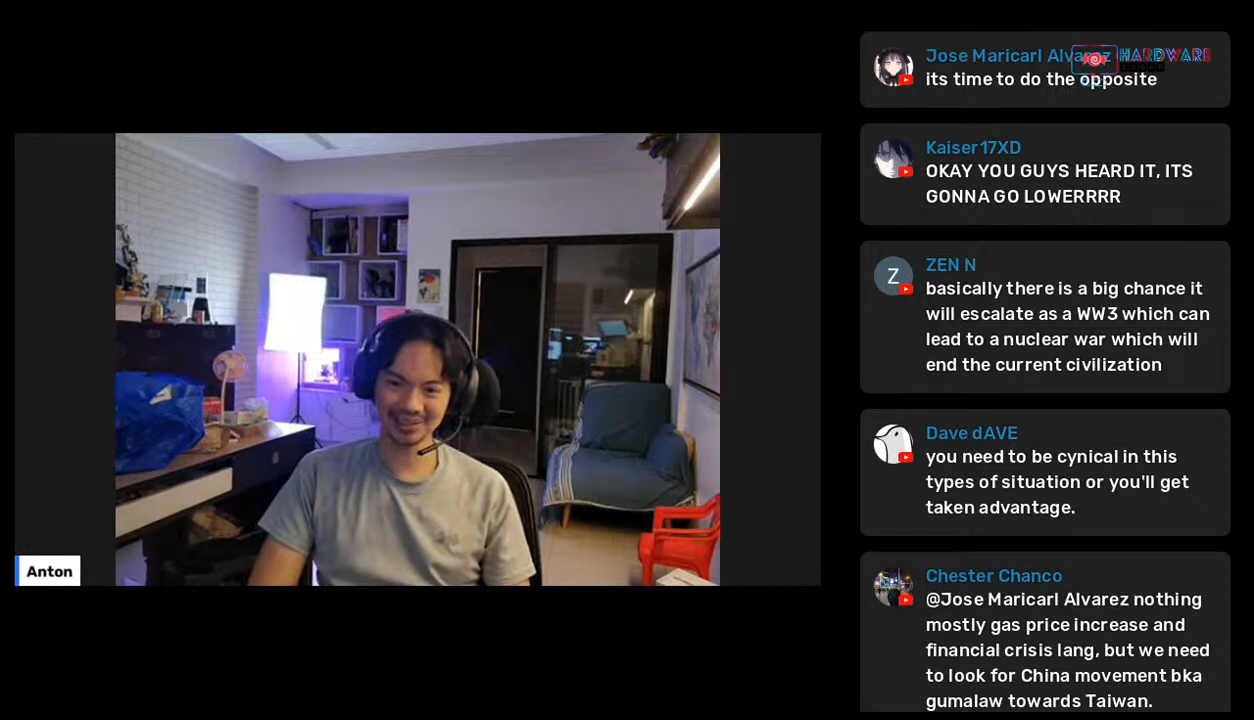 Jose Maricarl Alvarez
HARDWARE
its time to do the opposite
Kaiser17XD
OKAY YOU GUYS HEARD IT, ITS
GONNA GO LOWERRRR
Z
ZEN N
basically there is a big chance it
will escalate as a WW3 which can
lead to a nuclear war which will
end the current civilization
Dave dAVE
you need to be cynical in this
types of situation or you'll get
taken advantage.
Chester Chanco
@Jose Maricarl Alvarez nothing
mostly gas price increase and
financial crisis lang, but we need
to look for China movement bka
gumalaw towards Taiwan.
Anton